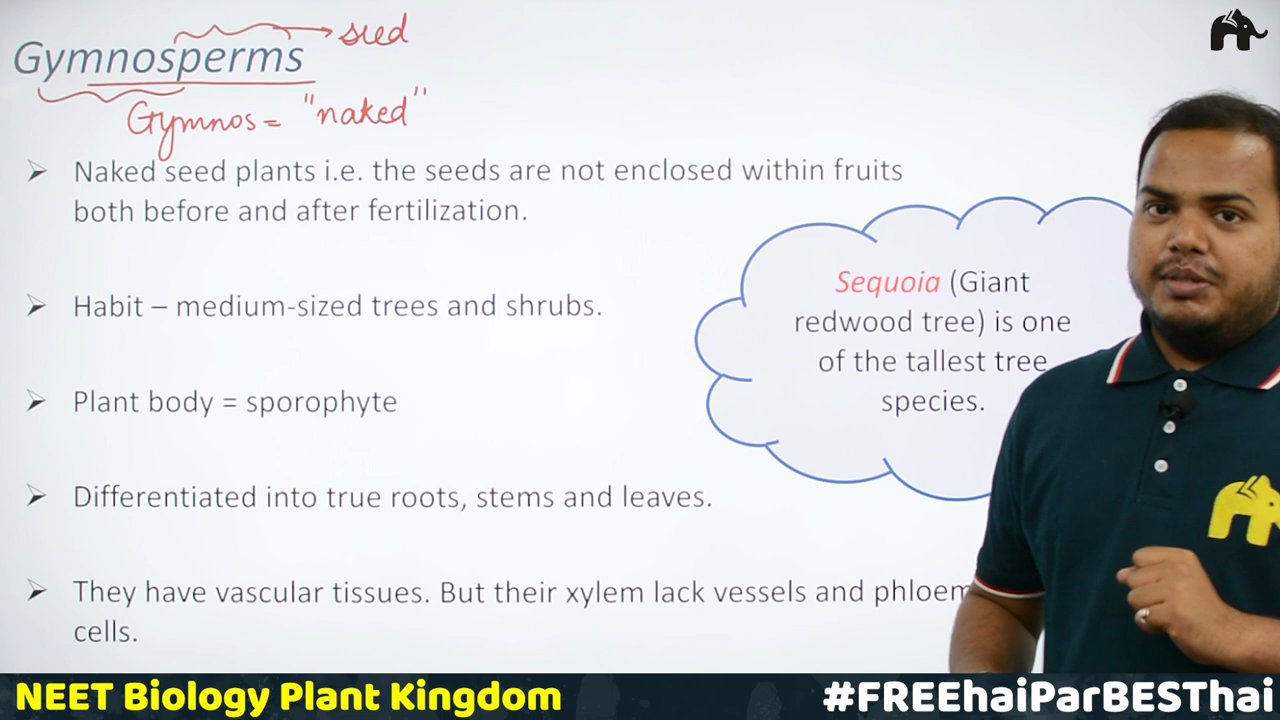 Gymnosperms
seed
Gymnos = "naked"
➢ Naked seed plants i.e. the seeds are not enclosed within fruits
both before and after fertilization.
➢ Habit – medium-sized trees and shrubs.
➢ Plant body = sporophyte
➢ Differentiated into true roots, stems and leaves.
➢ They have vascular tissues. But their xylem lack vessels and phloem
cells.
Sequoia (Giant
redwood tree) is one
of the tallest tree
species.
NEET Biology Plant Kingdom
#FREEhaiParBESThai